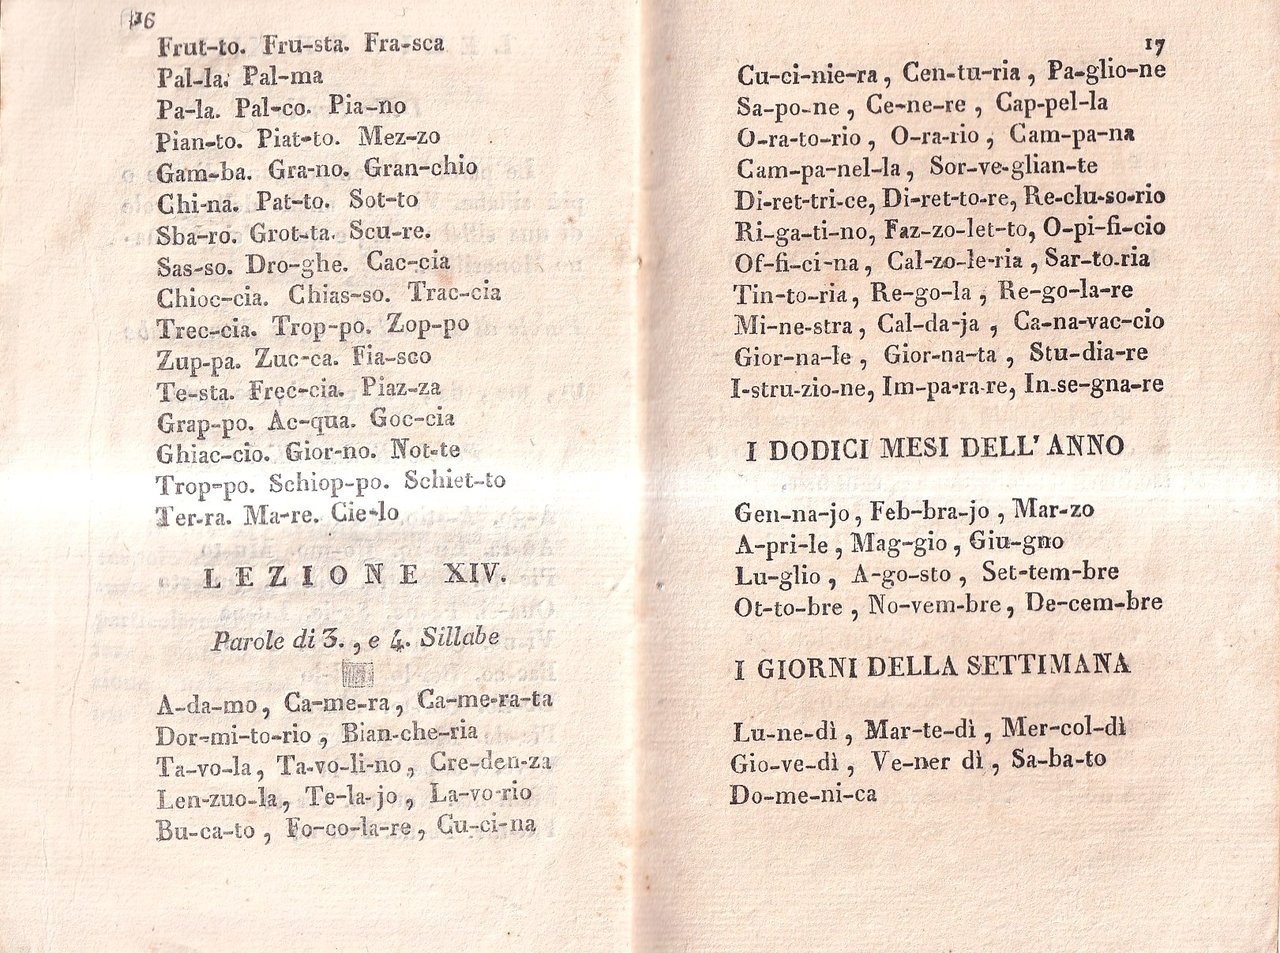 16
Frut-to. Fru-sta. Fra-sca
Pal-la. Pal-ma
Pa-la. Pal-co. Pia-no
Pian-to. Piat-to. Mez-zo
Gam-ba. Gra-no. Gran-chio
Chi-na. Pat-to. Sot-to
Sba-ro. Grot-ta. Scu-re.
Sas-so. Dro-ghe. Cac-cia
Chioc-cia. Chias-so. Trac-cia
Trec-cia. Trop-po. Zop-po
Zup-pa. Zuc-ca. Fia-sco
Te-sta. Frec-cia. Piaz-za
Grap-po. Ac-qua. Goc-cia
Ghiac-cio. Gior-no. Not-te
Trop-po. Schiop-po. Schiet-to
Ter-ra. Ma-re. Cie-lo
LEZIONE XIV.
Parole di 3., e 4. Sillabe
A-da-mo, Ca-me-ra, Ca-me-ra-ta
Dor-mi-to-rio, Bian-che-ria
Ta-vo-la, Ta-vo-li-no, Cre-den-za
Len-zuo-la, Te-la-jo, La-vo-rio
Bu-ca-to, Fo-co-la-re, Cu-ci-na
17
Cu-ci-nie-ra, Cen-tu-ria, Pa-glio-ne
Sa-po-ne, Ce-ne-re, Cap-pel-la
O-ra-to-rio, O-ra-rio, Cam-pa-na
Cam-pa-nel-la, Sor-ve-glian-te
Di-ret-tri-ce, Di-ret-to-re, Re-clu-so-rio
Ri-ga-ti-no, Faz-zo-let-to, O-pi-fi-cio
Of-fi-ci-na, Cal-zo-le-ria, Sar-to-ria
Tin-to-ria, Re-go-la, Re-go-la-re
Mi-ne-stra, Cal-da-ja, Ca-na-vac-cio
Gior-na-le, Gior-na-ta, Stu-dia-re
I-stru-zio-ne, Im-pa-ra-re, In-se-gna-re
I DODICI MESI DELL' ANNO
Gen-na-jo, Feb-bra-jo, Mar-zo
A-pri-le, Mag-gio, Giu-gno
Lu-glio, A-go-sto, Set-tem-bre
Ot-to-bre, No-vem-bre, De-cem-bre
I GIORNI DELLA SETTIMANA
Lu-ne-dì, Mar-te-dì, Mer-col-dì
Gio-ve-dì, Ve-ner dì, Sa-ba-to
Do-me-ni-ca